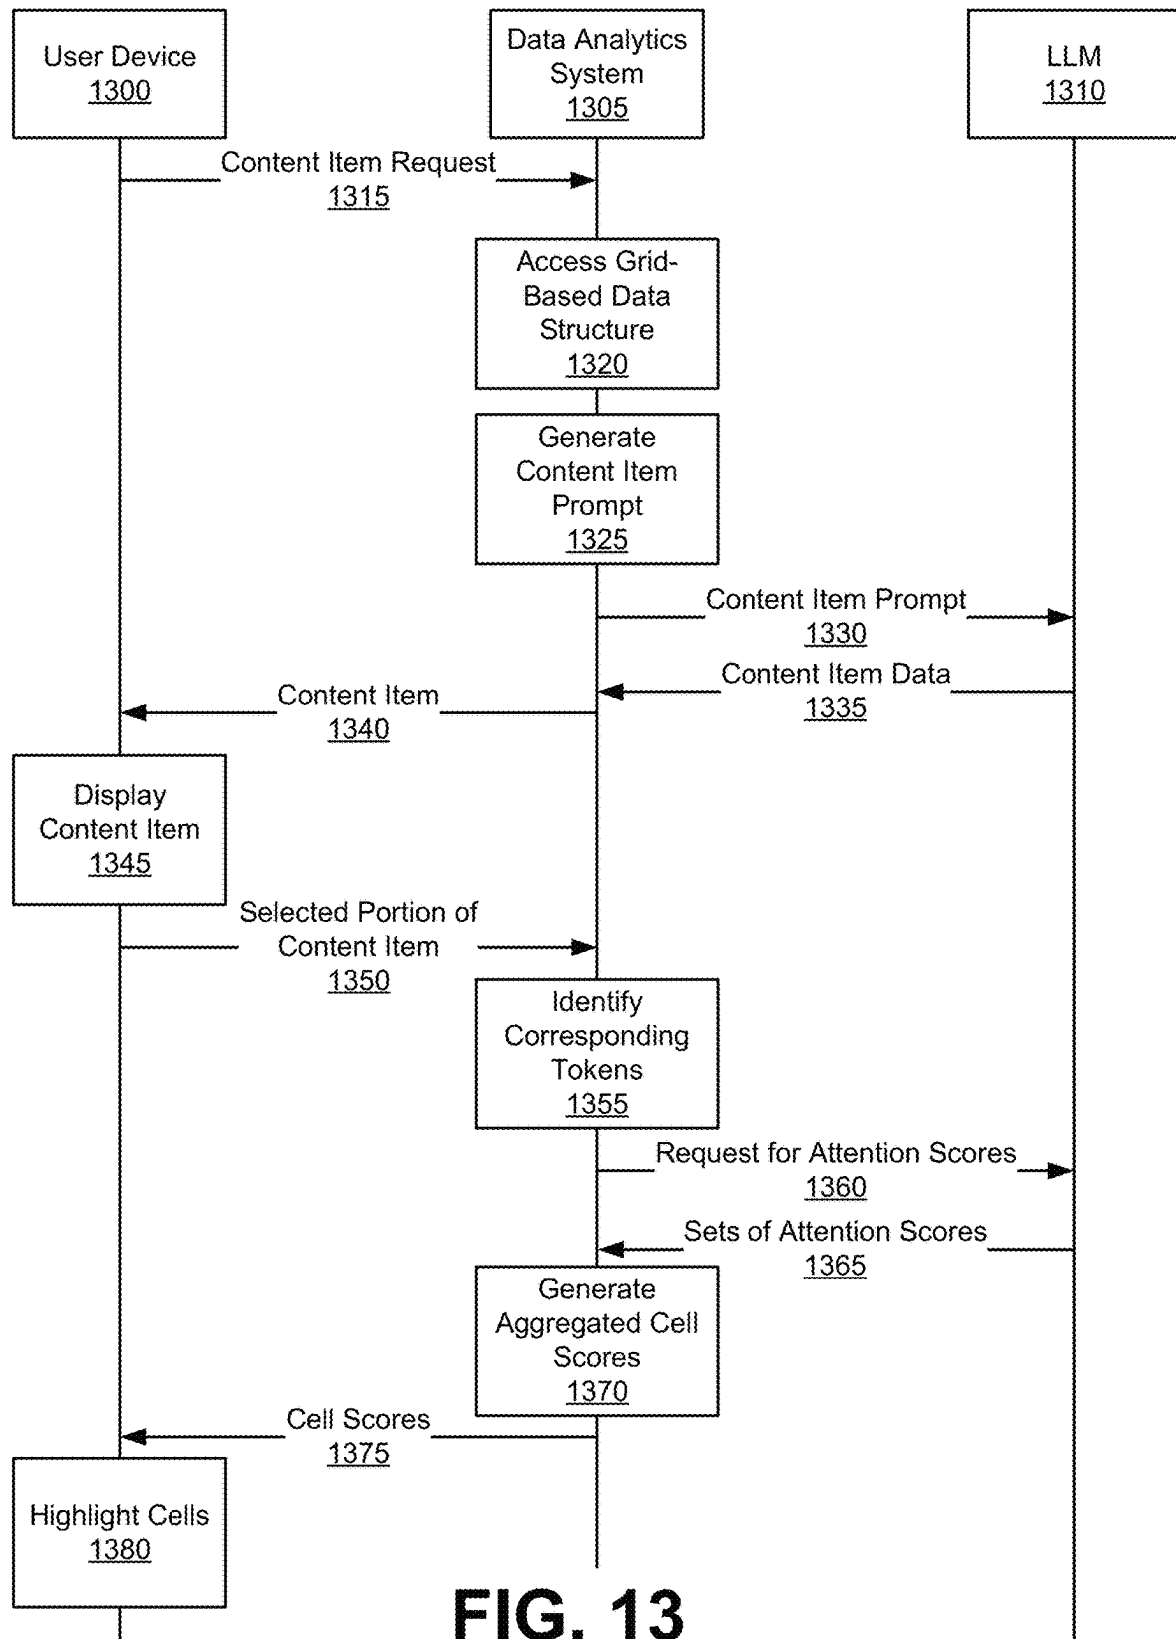 User Device
1300
Data Analytics
System
1305
LLM
1310
Content Item Request
1315
Access Grid-
Based Data
Structure
1320
Generate
Content Item
Prompt
1325
Content Item Prompt
1330
Content Item Data
1335
Content Item
1340
Display
Content Item
1345
Selected Portion of
Content Item
1350
Identify
Corresponding
Tokens
1355
Request for Attention Scores
1360
Sets of Attention Scores
1365
Generate
Aggregated Cell
Scores
1370
Cell Scores
1375
Highlight Cells
1380
FIG. 13